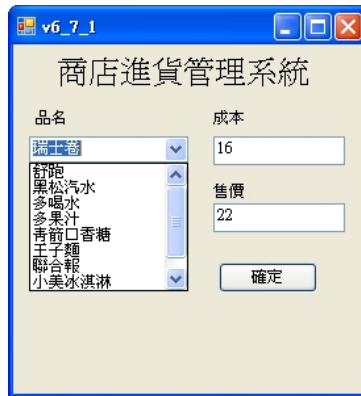 v6_7_1
商店進貨管理系統
品名
成本
瑞士卷
16
舒跑
黑松汽水
多喝水
多果汁
青箭口香糖
王子麵
聯合報
小美冰淇淋
售價
22
確定